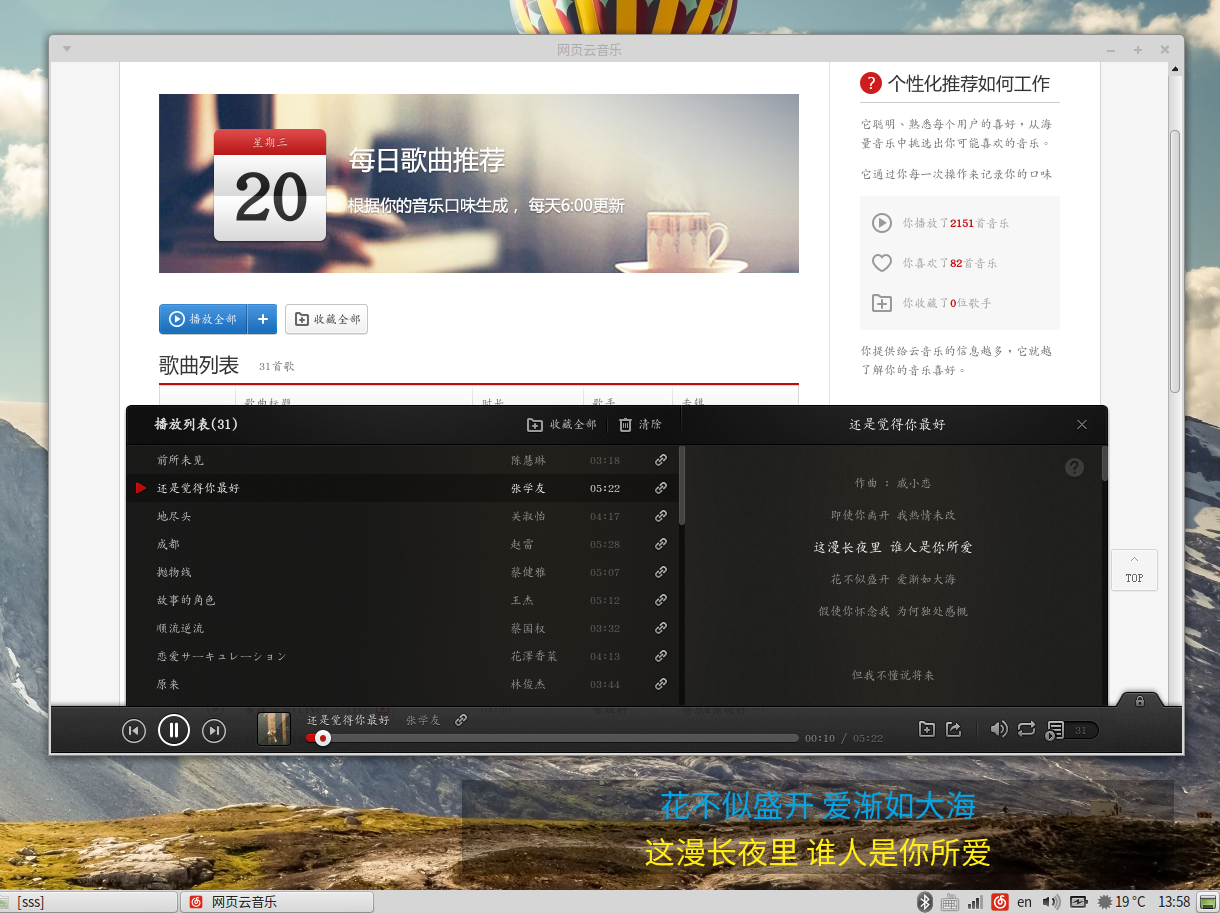 网页云音乐
星期三
20
每日歌曲推荐
根据你的音乐口味生成， 每天6:00更新
播放全部
收藏全部
歌曲列表 31首歌
歌曲标题 时长 歌手 专辑
? 个性化推荐如何工作
它聪明、熟悉每个用户的喜好，从海
量音乐中挑选出你可能喜欢的音乐。
它通过你每一次操作来记录你的口味
你播放了2151首音乐
你喜欢了82首音乐
你收藏了0位歌手
你提供给云音乐的信息越多，它就越
了解你的音乐喜好。
播放列表(31) 收藏全部 清除
前所未见 陈慧琳 03:18
还是觉得你最好 张学友 05:22
地尽头 关淑怡 04:17
成都 赵雷 05:28
抛物线 蔡健雅 05:07
故事的角色 王杰 05:12
顺流逆流 蔡国权 03:32
恋爱サーキュレーション 花澤香菜 04:13
原来 林俊杰 03:44
还是觉得你最好
?
作曲 : 戚小恋
即使你离开 我热情未改
这漫长夜里 谁人是你所爱
花不似盛开 爱渐如大海
假使你怀念我 为何独处感慨
但我不懂说将来
TOP
还是觉得你最好 张学友
00:10 / 05:22
31
花不似盛开 爱渐如大海
这漫长夜里 谁人是你所爱
[sss]
网页云音乐
en
19 °C
13:58